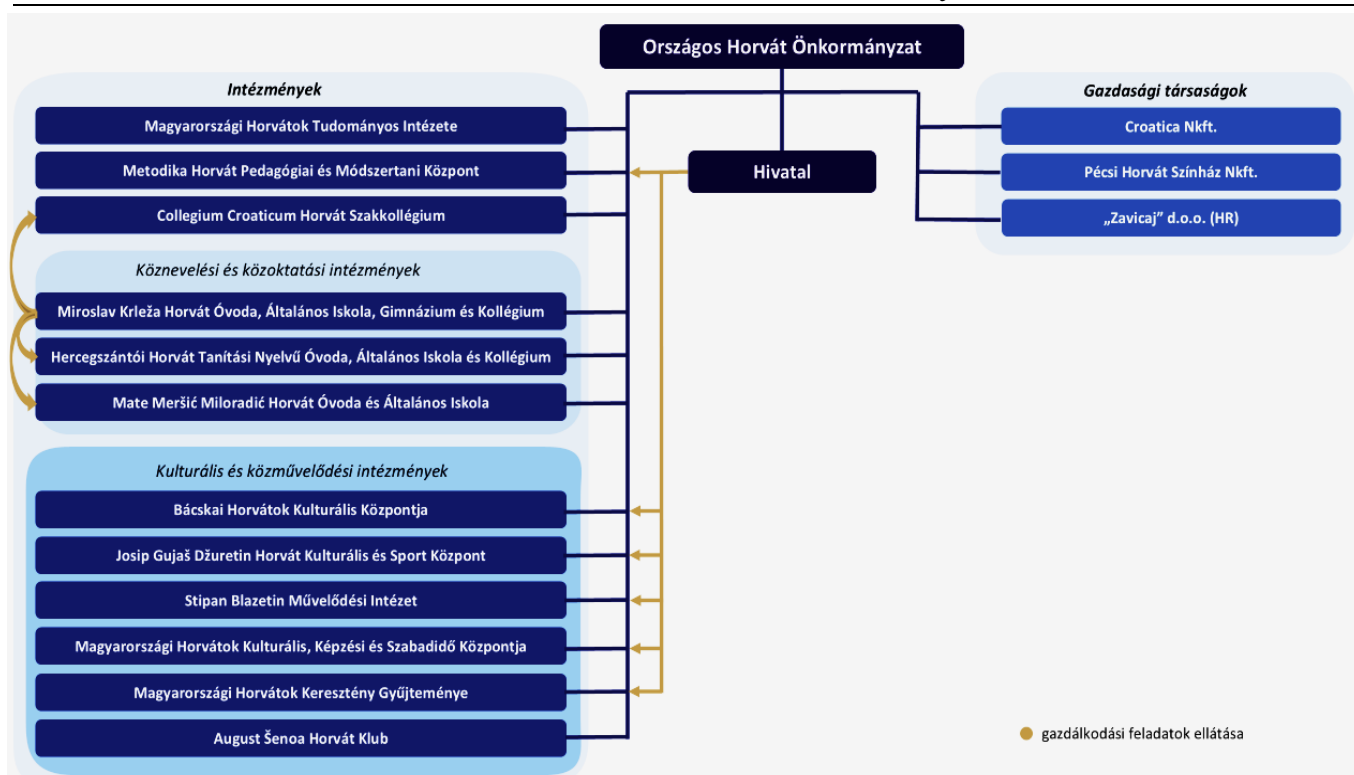 Országos Horvát Önkormányzat
Intézmények
Magyarországi Horvátok Tudományos Intézete
Metodika Horvát Pedagógiai és Módszertani Központ
Collegium Croaticum Horvát Szakkollégium
Köznevelési és közoktatási intézmények
Miroslav Krleža Horvát Óvoda, Általános Iskola, Gimnázium és Kollégium
Hercegszántói Horvát Tanítási Nyelvű Óvoda, Általános Iskola és Kollégium
Mate Meršić Miloradić Horvát Óvoda és Általános Iskola
Kulturális és közművelődési intézmények
Bácskai Horvátok Kulturális Központja
Josip Gujaš Džuretin Horvát Kulturális és Sport Központ
Stipan Blazetin Művelődési Intézet
Magyarországi Horvátok Kulturális, Képzési és Szabadidő Központja
Magyarországi Horvátok Keresztény Gyűjteménye
August Šenoa Horvát Klub
Hivatal
Gazdasági társaságok
Croatica Nkft.
Pécsi Horvát Színház Nkft.
„Zavicaj” d.o.o. (HR)
gazdálkodási feladatok ellátása